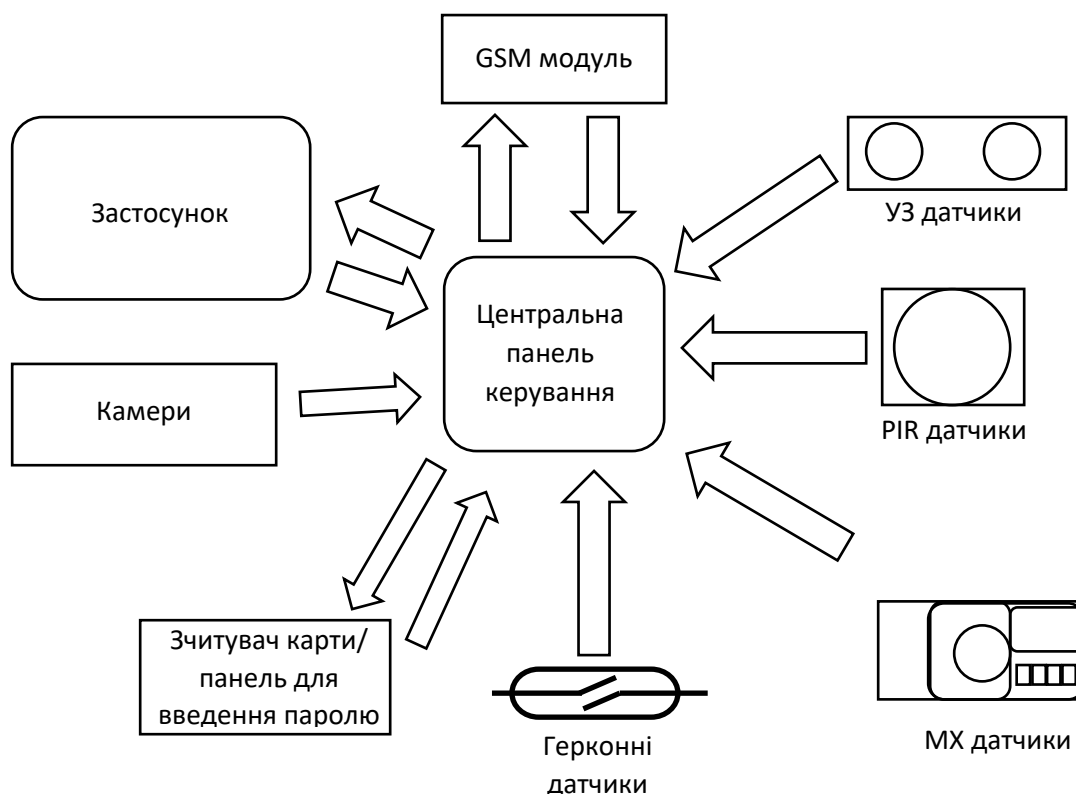 GSM модуль
Застосунок
УЗ датчики
Центральна
панель
керування
Камери
PIR датчики
Зчитувач карти/
панель для
введення паролю
Герконні
датчики
МХ датчики